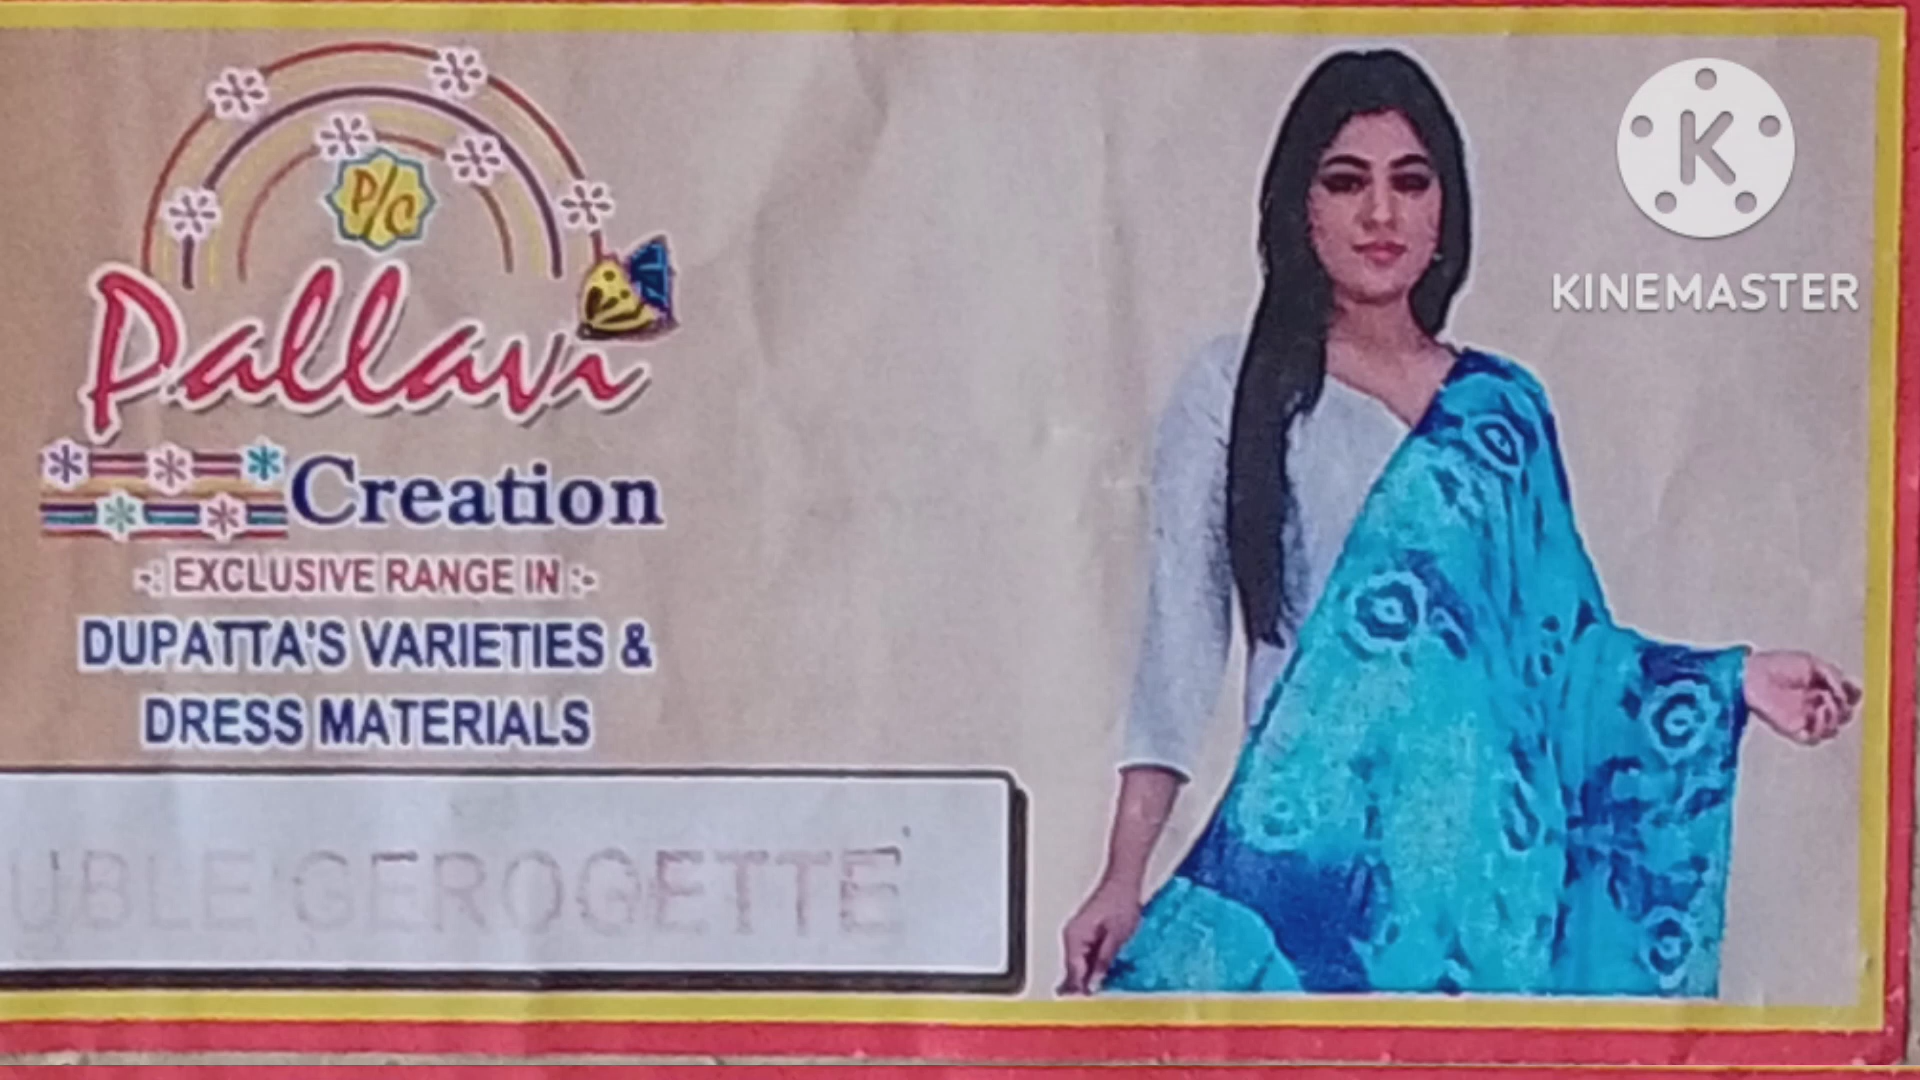 P/C
Pallavi
Creation
-: EXCLUSIVE RANGE IN :-
DUPATTA'S VARIETIES &
DRESS MATERIALS
UBLE GEROGETTE
K
KINEMASTER